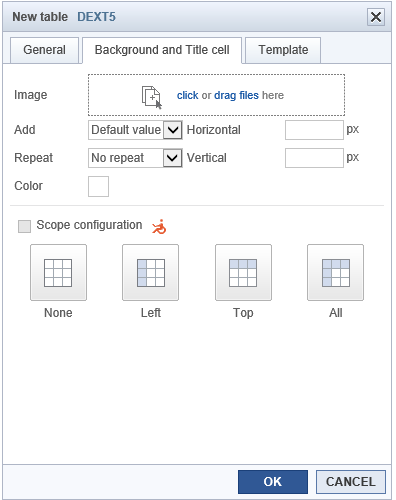 New table DEXT5
General Background and Title cell Template
Image click or drag files here
Add Default value Horizontal px
Repeat No repeat Vertical px
Color
Scope configuration
None Left Top All
OK CANCEL